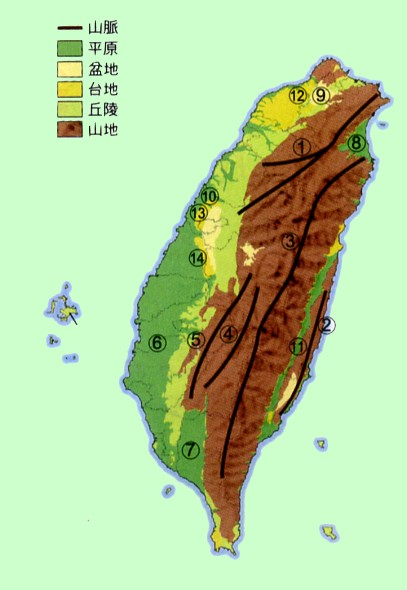 山脈
平原
盆地
台地
丘陵
山地
⑫ ⑨
①
⑧
⑩
⑬
③
⑭
②
④
⑤
⑥
⑪
⑦